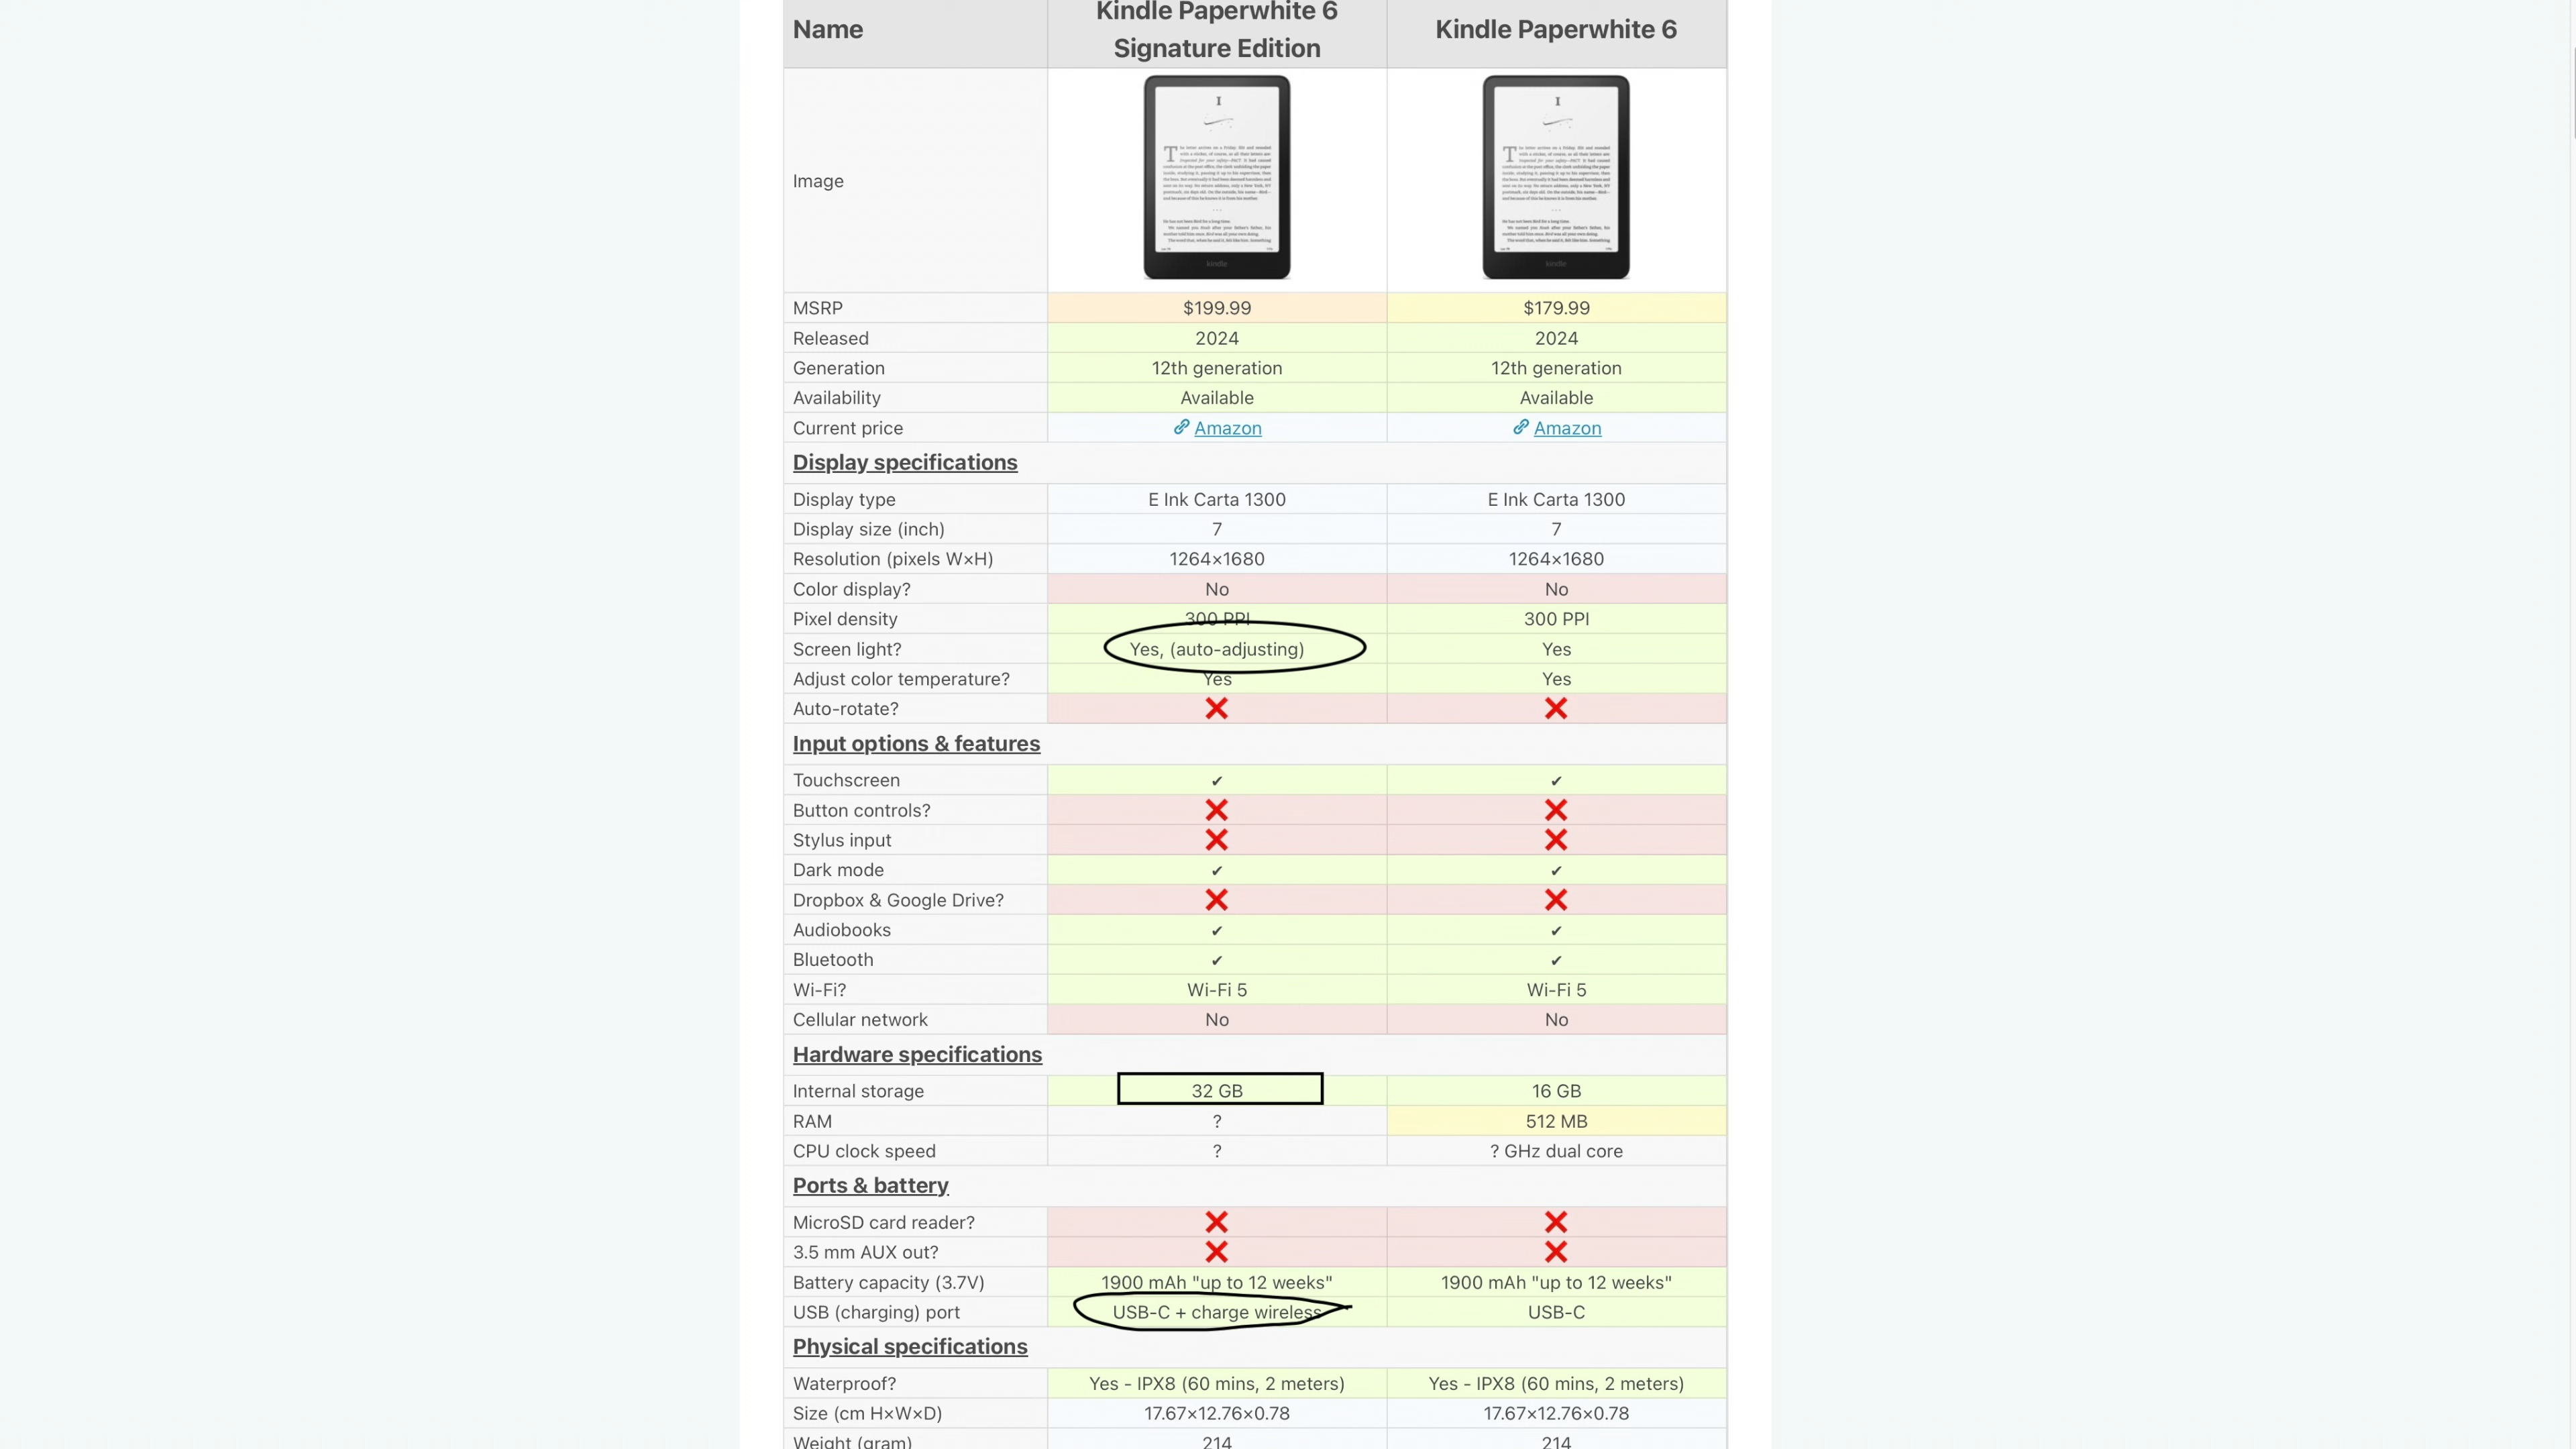 Name
Kindle Paperwhite 6
Signature Edition
Kindle Paperwhite 6
Image
MSRP $199.99 $179.99
Released 2024 2024
Generation 12th generation 12th generation
Availability Available Available
Current price Amazon Amazon
Display specifications
Display type E Ink Carta 1300 E Ink Carta 1300
Display size (inch) 7 7
Resolution (pixels W×H) 1264×1680 1264×1680
Color display? No No
Pixel density 300 PPI 300 PPI
Screen light? Yes, (auto-adjusting) Yes
Adjust color temperature? Yes Yes
Auto-rotate? ❌ ❌
Input options & features
Touchscreen ✔ ✔
Button controls? ❌ ❌
Stylus input ❌ ❌
Dark mode ✔ ✔
Dropbox & Google Drive? ❌ ❌
Audiobooks ✔ ✔
Bluetooth ✔ ✔
Wi-Fi? Wi-Fi 5 Wi-Fi 5
Cellular network No No
Hardware specifications
Internal storage 32 GB 16 GB
RAM ? 512 MB
CPU clock speed ? ? GHz dual core
Ports & battery
MicroSD card reader? ❌ ❌
3.5 mm AUX out? ❌ ❌
Battery capacity (3.7V) 1900 mAh "up to 12 weeks" 1900 mAh "up to 12 weeks"
USB (charging) port USB-C + charge wireless USB-C
Physical specifications
Waterproof? Yes - IPX8 (60 mins, 2 meters) Yes - IPX8 (60 mins, 2 meters)
Size (cm H×W×D) 17.67×12.76×0.78 17.67×12.76×0.78
Weight (gram) 214 214